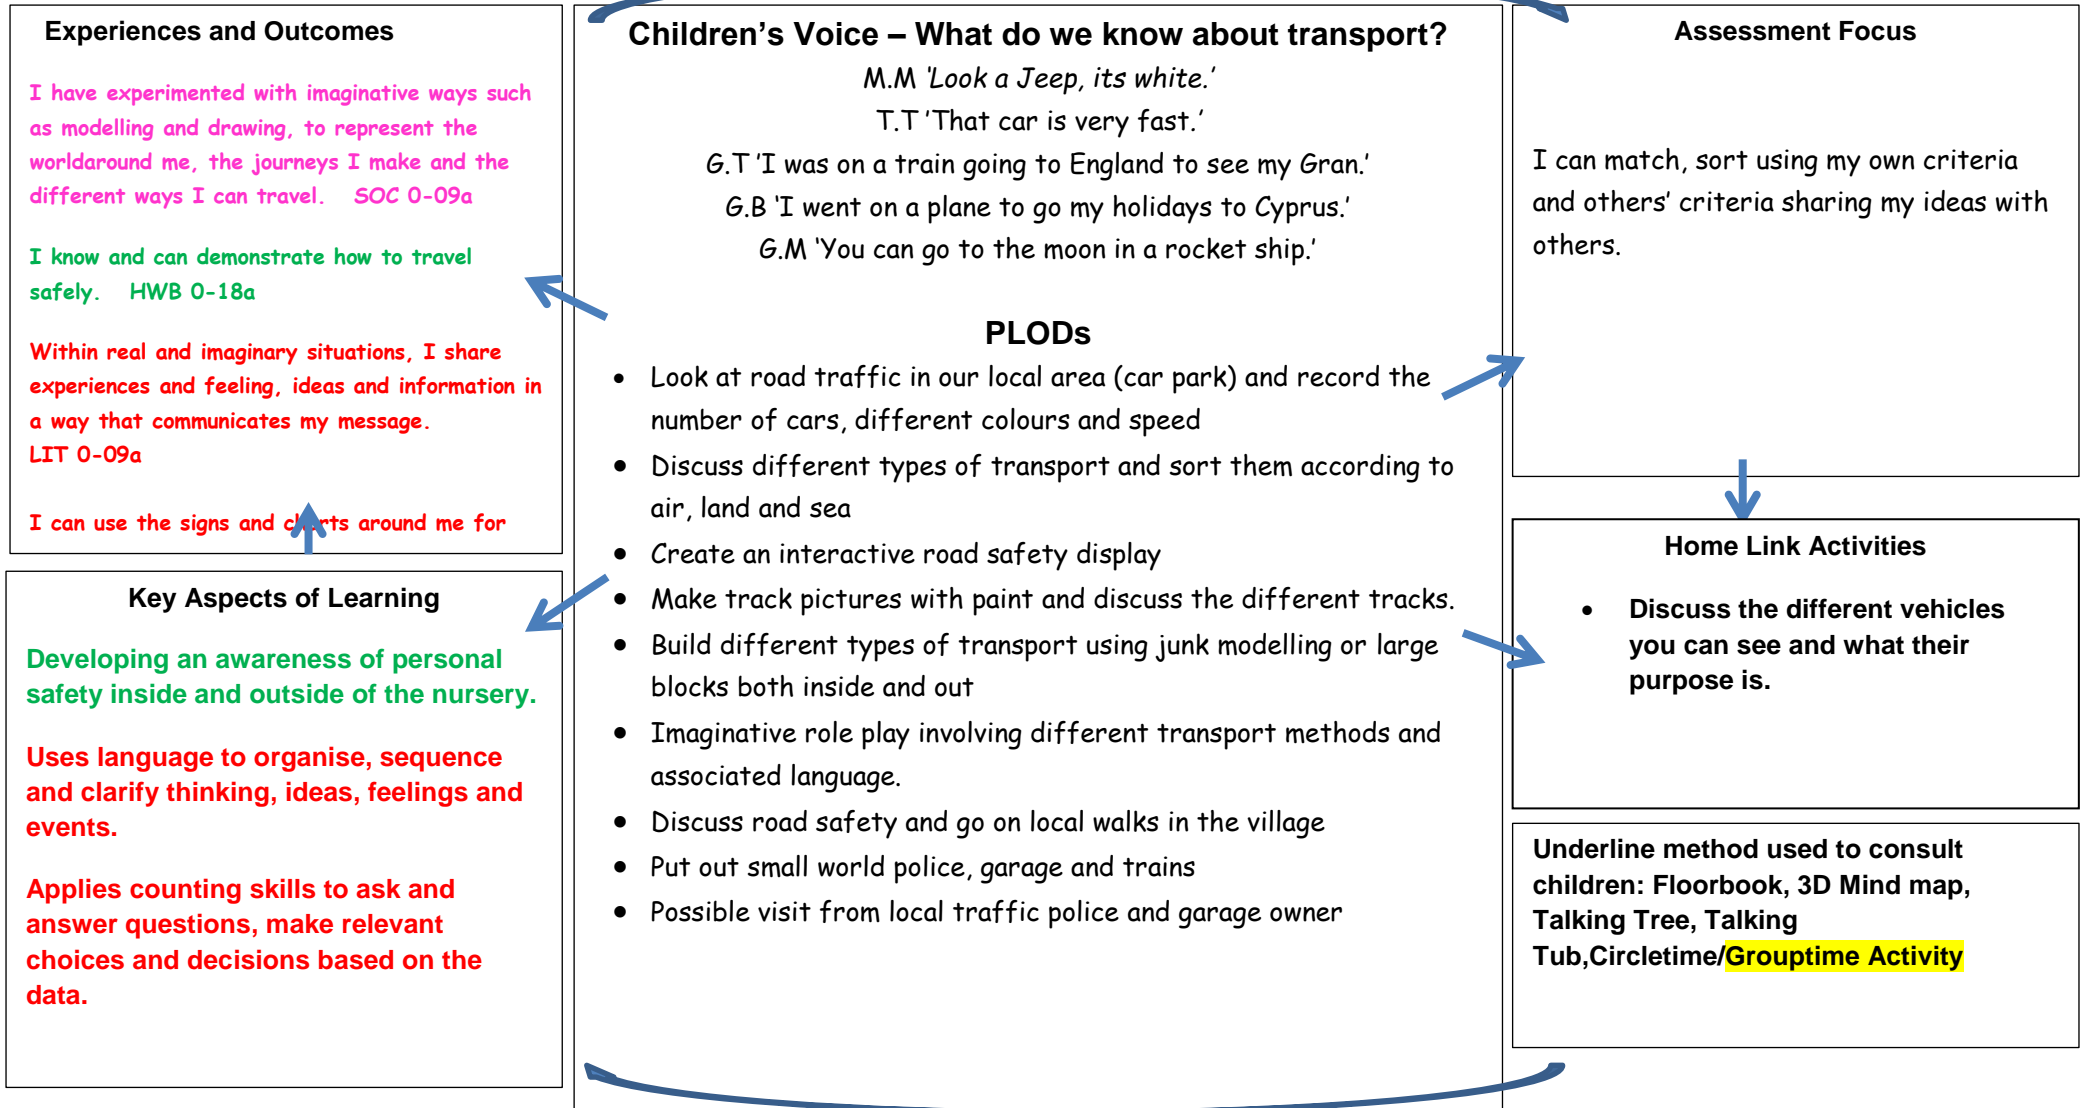 Experiences and Outcomes
I have experimented with imaginative ways such
as modelling and drawing, to represent the
worldaround me, the journeys I make and the
different ways I can travel. SOC 0-09a
I know and can demonstrate how to travel
safely. HWB 0-18a
Within real and imaginary situations, I share
experiences and feeling, ideas and information in
a way that communicates my message.
LIT 0-09a
I can use the signs and charts around me for
Key Aspects of Learning
Developing an awareness of personal
safety inside and outside of the nursery.
Uses language to organise, sequence
and clarify thinking, ideas, feelings and
events.
Applies counting skills to ask and
answer questions, make relevant
choices and decisions based on the
data.
Children’s Voice – What do we know about transport?
M.M ‘Look a Jeep, its white.’
T.T ‘That car is very fast.’
G.T ‘I was on a train going to England to see my Gran.’
G.B ‘I went on a plane to go my holidays to Cyprus.’
G.M ‘You can go to the moon in a rocket ship.’
PLODs
• Look at road traffic in our local area (car park) and record the
number of cars, different colours and speed
• Discuss different types of transport and sort them according to
air, land and sea
• Create an interactive road safety display
• Make track pictures with paint and discuss the different tracks.
• Build different types of transport using junk modelling or large
blocks both inside and out
• Imaginative role play involving different transport methods and
associated language.
• Discuss road safety and go on local walks in the village
• Put out small world police, garage and trains
• Possible visit from local traffic police and garage owner
Assessment Focus
I can match, sort using my own criteria
and others’ criteria sharing my ideas with
others.
Home Link Activities
• Discuss the different vehicles
you can see and what their
purpose is.
Underline method used to consult
children: Floorbook, 3D Mind map,
Talking Tree, Talking
Tub,Circletime/Grouptime Activity